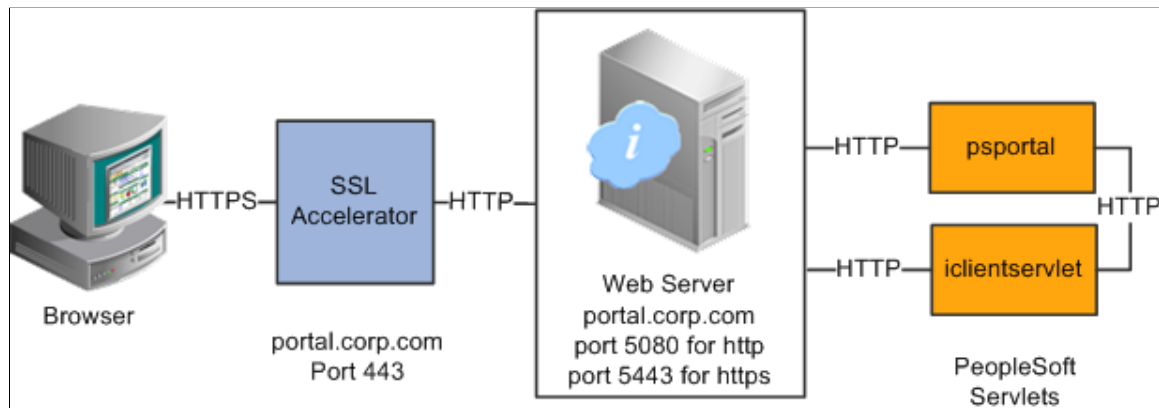 Browser
HTTPS
SSL
Accelerator
portal.corp.com
Port 443
HTTP
i
Web Server
portal.corp.com
port 5080 for http
port 5443 for https
HTTP
psportal
HTTP
HTTP
iclientservlet
PeopleSoft
Servlets